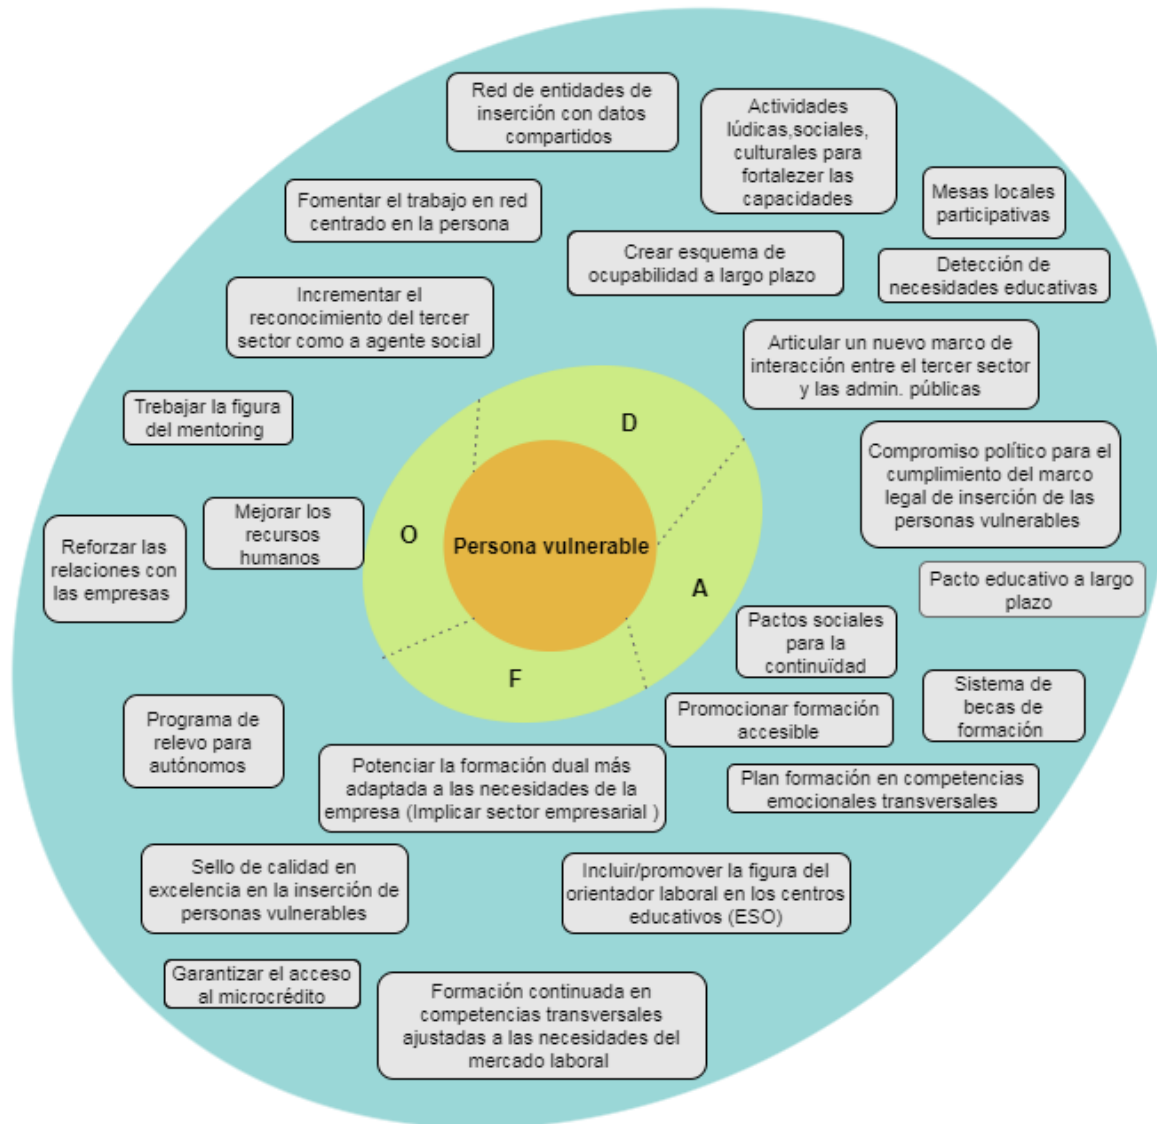 Red de entidades de
inserción con datos
compartidos
Actividades
lúdicas,sociales,
culturales para
fortalezer las
capacidades
Mesas locales
participativas
Fomentar el trabajo en red
centrado en la persona
Crear esquema de
ocupabilidad a largo plazo
Detección de
necesidades educativas
Incrementar el
reconocimiento del tercer
sector como a agente social
Articular un nuevo marco de
interacción entre el tercer sector
y las admin. públicas
Trebajar la figura
del mentoring
D
Compromiso político para el
cumplimiento del marco
legal de inserción de las
personas vulnerables
Mejorar los
recursos
humanos
O
Persona vulnerable
Reforzar las
relaciones con
las empresas
A
Pacto educativo a largo
plazo
Pactos sociales
para la
continuïdad
F
Sistema de
becas de
formación
Promocionar formación
accesible
Programa de
relevo para
autónomos
Potenciar la formación dual más
adaptada a las necesidades de la
empresa (Implicar sector empresarial )
Plan formación en competencias
emocionales transversales
Sello de calidad en
excelencia en la inserción de
personas vulnerables
Incluir/promover la figura del
orientador laboral en los centros
educativos (ESO)
Garantizar el acceso
al microcrédito
Formación continuada en
competencias transversales
ajustadas a las necesidades del
mercado laboral